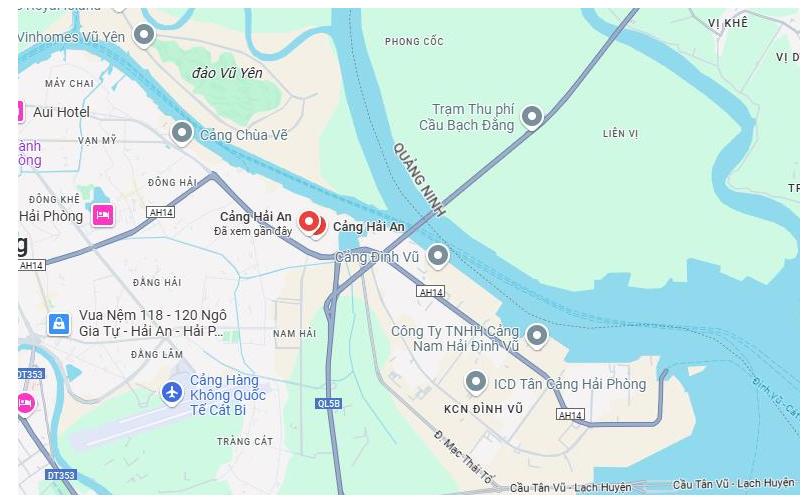 Vinhomes Vũ Yên
PHONG CỐC
VỊ KHÊ
đảo Vũ Yên
MÁY CHAI
Aui Hotel
Trạm Thu phí
Cầu Bạch Đằng
Cảng Chùa Vẽ
LIÊN VỊ
VẠN MỸ
QUẢNG NINH
ĐÔNG HẢI
ĐÔNG KHÊ
Hải Phòng
AH14
Cảng Hải An
Đã xem gần đây
Cảng Hải An
AH14
Cảng Đình Vũ
ĐẰNG HẢI
AH14
Vua Nệm 118 - 120 Ngô
Gia Tự - Hải An - Hải P...
NAM HẢI
Công Ty TNHH Cảng
Nam Hải Đình Vũ
ĐẰNG LÂM
DT353
Cảng Hàng
Không Quốc
Tế Cát Bi
ICD Tân Cảng Hải Phòng
QL5B
KCN ĐÌNH VŨ
AH14
TRÀNG CÁT
Đ. Mạc Thái Tổ
DT353
Cầu Tân Vũ - Lạch Huyện
Cầu Tân Vũ - Lạch Huyện